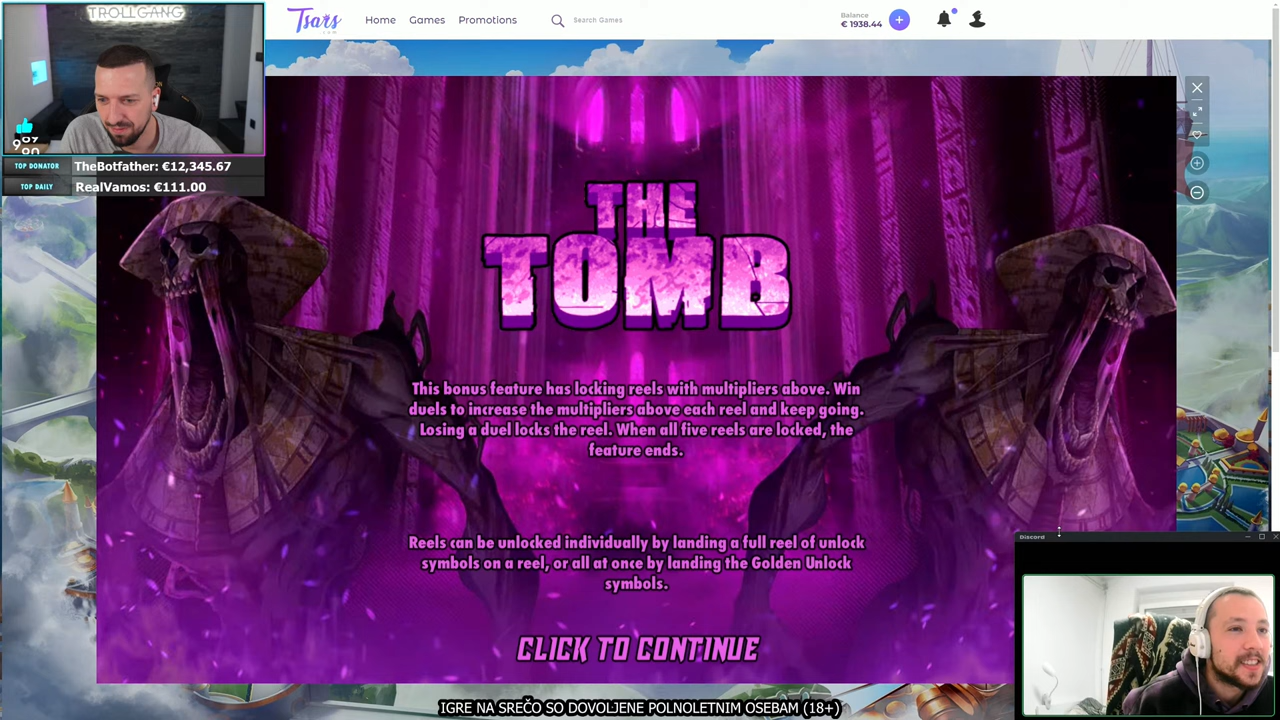 TROLLGANG
TOP DONATOR
TheBotfather: €12,345.67
TOP DAILY
RealVamos: €111.00
Tsars
.com
Home
Games
Promotions
Search Games
Balance
€ 1938.44
THE
TOMB
This bonus feature has locking reels with multipliers above. Win
duels to increase the multipliers above each reel and keep going.
Losing a duel locks the reel. When all five reels are locked, the
feature ends.
Reels can be unlocked individually by landing a full reel of unlock
symbols on a reel, or all at once by landing the Golden Unlock
symbols.
CLICK TO CONTINUE
Discord
IGRE NA SREČO SO DOVOLJENE POLNOLETNIM OSEBAM (18+)